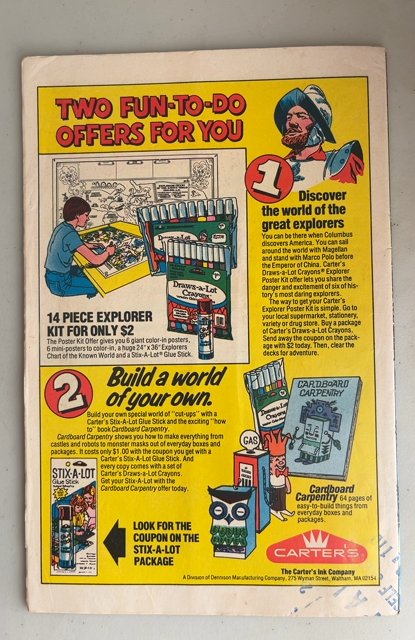 TWO FUN-TO-DO
OFFERS FOR YOU
1
Discover
the world of the
great explorers
You can be there when Columbus
discovers America. You can sail
around the world with Magellan
and stand with Marco Polo before
the Emperor of China. Carter's
Draws-a-Lot Crayons® Explorer
Poster Kit offer lets you share the
danger and excitement of six of his-
tory's most daring explorers.
The way to get your Carter's
Explorer Poster Kit is simple. Go to
your local supermarket, stationery,
variety or drug store. Buy a package
of Carter's Draws-a-Lot Crayons.
Send away the coupon on the pack-
age with $2 today. Then, clear the
decks for adventure.
Draws-a-Lot
Crayons
14 PIECE EXPLORER
KIT FOR ONLY $2
The Poster Kit Offer gives you 6 giant color-in posters,
6 mini-posters to color-in, a huge 24" x 36" Explorers
Chart of the Known World and a Stix-A-Lot® Glue Stick.
2
Build a world
of your own.
Build your own special world of "cut-ups" with a
Carter's Stix-A-Lot Glue Stick and the exciting "how
to" book Cardboard Carpentry.
Cardboard Carpentry shows you how to make everything from
castles and robots to monster masks out of everyday boxes and
packages. It costs only $1.00 with the coupon you get with a
Carter's Stix-A-Lot Glue Stick. And
every copy comes with a set of
Carter's Draws-a-Lot Crayons.
Get your Stix-A-Lot with the
Cardboard Carpentry offer today.
STIX-A-LOT
Glue Stick
LOOK FOR THE
COUPON ON THE
STIX-A-LOT
PACKAGE
Draws-a-Lot
Crayons
GAS
CARDBOARD
CARPENTRY
Cardboard
Carpentry 64 pages of
easy-to-build things from
everyday boxes and
packages.
CARTER'S
The Carter's Ink Company
A Division of Dennison Manufacturing Company, 275 Wyman Street, Waltham, MA 02154